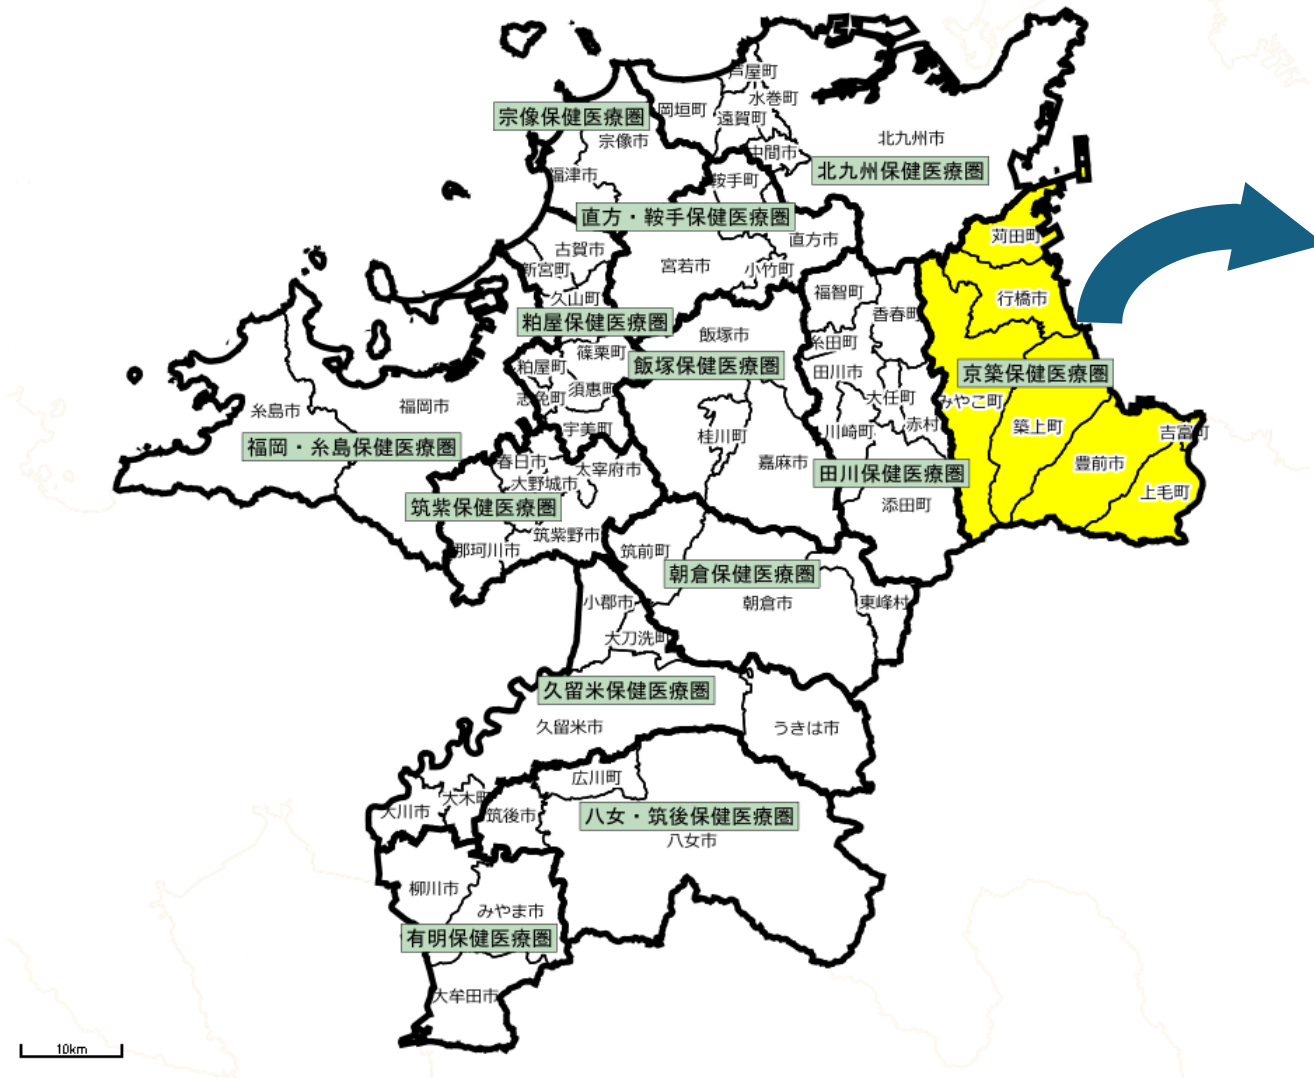 芦屋町
水巻町
岡垣町
遠賀町
宗像保健医療圏
北九州市
宗像市
中間市
北九州保健医療圏
福津市
鞍手町
直方・鞍手保健医療圏
苅田町
直方市
古賀市
宮若市
小竹町
新宮町
福智町
久山町
行橋市
香春町
粕屋保健医療圏
飯塚市
糸田町
篠栗町
粕屋町
飯塚保健医療圏
田川市
京築保健医療圏
須恵町
志免町
大任町
みやこ町
糸島市
福岡市
赤村
築上町
宇美町
川崎町
吉富町
桂川町
福岡・糸島保健医療圏
春日市
太宰府市
嘉麻市
豊前市
田川保健医療圏
大野城市
上毛町
筑紫保健医療圏
添田町
筑紫野市
那珂川市
筑前町
朝倉保健医療圏
小郡市
朝倉市
東峰村
大刀洗町
久留米保健医療圏
久留米市
うきは市
広川町
大木町
大川市
筑後市
八女・筑後保健医療圏
八女市
柳川市
みやま市
有明保健医療圏
大牟田市
10km